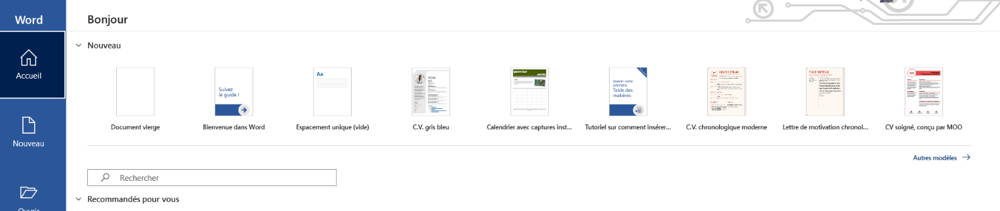 Word
Bonjour
Nouveau
Accueil
Nouveau
Suivez
le guide !
Aa
janvier
Insérer votre
première
Table des
matières
Document vierge
Bienvenue dans Word
Espacement unique (vide)
C.V. gris bleu
Calendrier avec captures inst...
Tutoriel sur comment insérer...
C.V. chronologique moderne
Lettre de motivation chronol...
CV soigné, conçu par MOO
Autres modèles
Rechercher
Recommandés pour vous